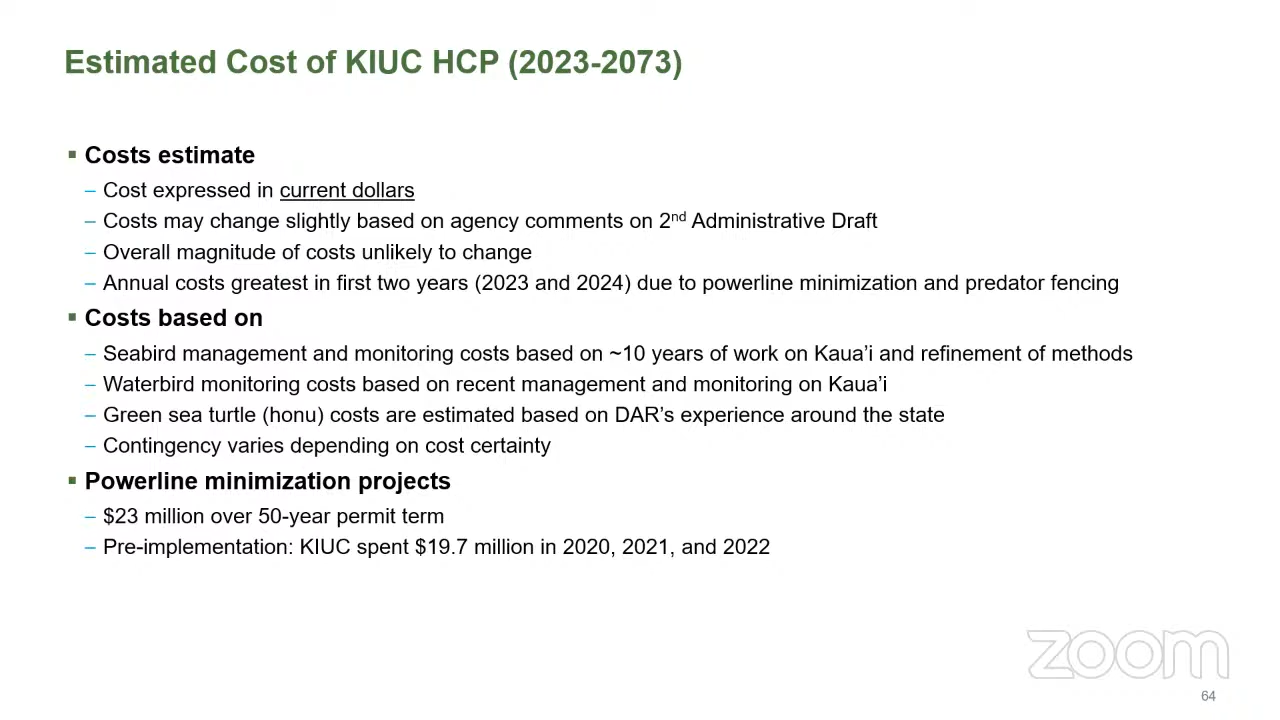 Estimated Cost of KIUC HCP (2023-2073)
▪ Costs estimate
– Cost expressed in current dollars
– Costs may change slightly based on agency comments on 2nd Administrative Draft
– Overall magnitude of costs unlikely to change
– Annual costs greatest in first two years (2023 and 2024) due to powerline minimization and predator fencing
▪ Costs based on
– Seabird management and monitoring costs based on ~10 years of work on Kaua’i and refinement of methods
– Waterbird monitoring costs based on recent management and monitoring on Kaua’i
– Green sea turtle (honu) costs are estimated based on DAR’s experience around the state
– Contingency varies depending on cost certainty
▪ Powerline minimization projects
– $23 million over 50-year permit term
– Pre-implementation: KIUC spent $19.7 million in 2020, 2021, and 2022
zoom
64